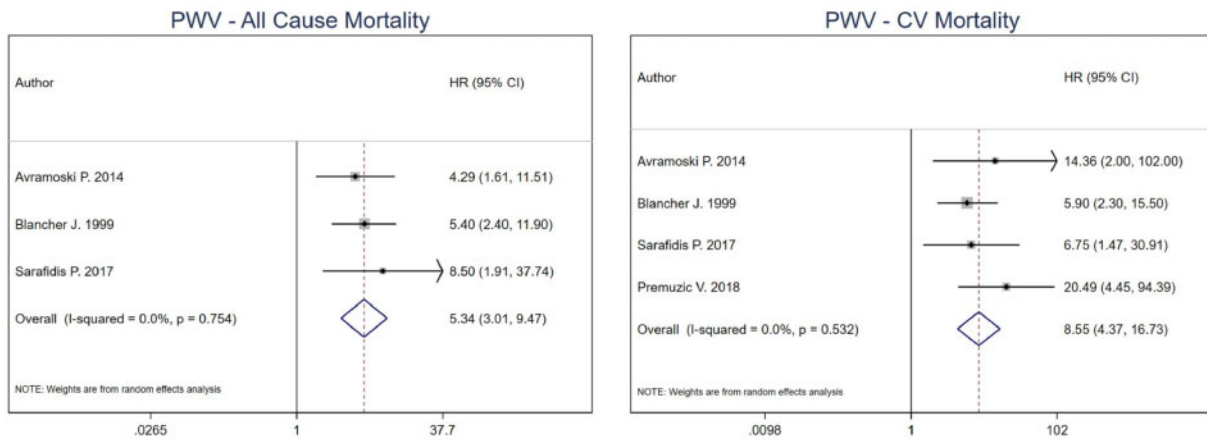 PWV - All Cause Mortality
Author HR (95% CI)
Avramoski P. 2014 4.29 (1.61, 11.51)
Blancher J. 1999 5.40 (2.40, 11.90)
Sarafidis P. 2017 8.50 (1.91, 37.74)
Overall (I-squared = 0.0%, p = 0.754) 5.34 (3.01, 9.47)
NOTE: Weights are from random effects analysis
.0265 1 37.7
PWV - CV Mortality
Author HR (95% CI)
Avramoski P. 2014 14.36 (2.00, 102.00)
Blancher J. 1999 5.90 (2.30, 15.50)
Sarafidis P. 2017 6.75 (1.47, 30.91)
Premuzic V. 2018 20.49 (4.45, 94.39)
Overall (I-squared = 0.0%, p = 0.532) 8.55 (4.37, 16.73)
NOTE: Weights are from random effects analysis
.0098 1 102